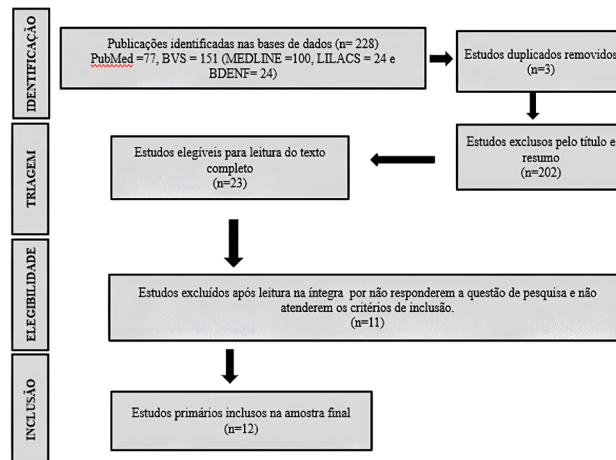 IDENTIFICAÇÃO
Publicações identificadas nas bases de dados (n= 228)
PubMed =77, BVS = 151 (MEDLINE =100, LILACS = 24 e
BDENF= 24)
Estudos duplicados removidos
(n=3)
TRIAGEM
Estudos elegíveis para leitura do texto
completo
(n=23)
Estudos exclusos pelo título e
resumo
(n=202)
ELEGIBILIDADE
Estudos excluídos após leitura na íntegra por não responderem a questão de pesquisa e não
atenderem os critérios de inclusão.
(n=11)
INCLUSÃO
Estudos primários inclusos na amostra final
(n=12)